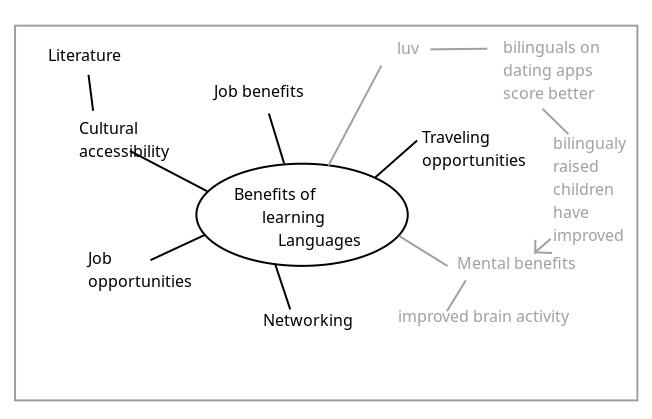 Literature
luv
bilinguals on
dating apps
score better
Job benefits
Cultural
accessibility
Traveling
opportunities
bilingualy
raised
children
have
improved
Mental benefits
Benefits of
learning
Languages
Job
opportunities
Networking
improved brain activity